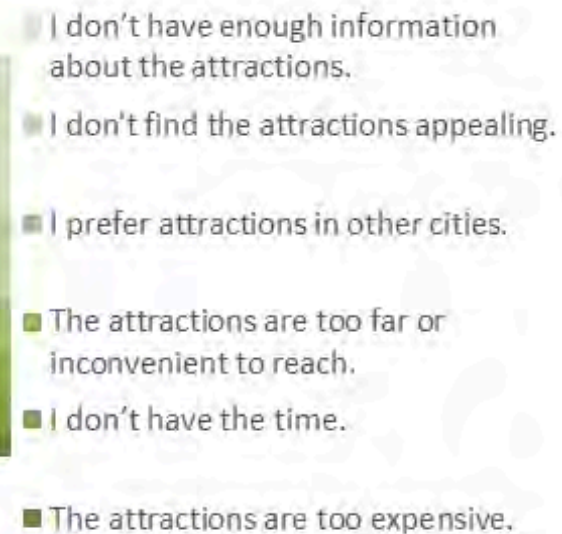 I don't have enough information
about the attractions.
I don't find the attractions appealing.
I prefer attractions in other cities.
The attractions are too far or
inconvenient to reach.
I don't have the time.
The attractions are too expensive.